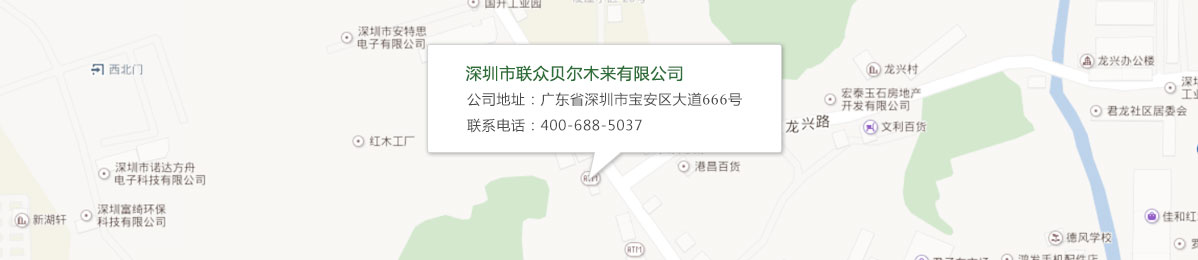 国升工业园
深圳市安特思
电子有限公司
西北门
深圳市联众贝尔木来有限公司
公司地址：广东省深圳市宝安区大道666号
联系电话：400-688-5037
龙兴办公楼
龙兴村
宏泰玉石房地产
开发有限公司
君龙社区居委会
龙兴路
文利百货
红木工厂
港昌百货
深圳市诺达方舟
电子科技有限公司
ATM
深圳富绮环保
科技有限公司
新湖轩
佳和红
德风学校
ATM